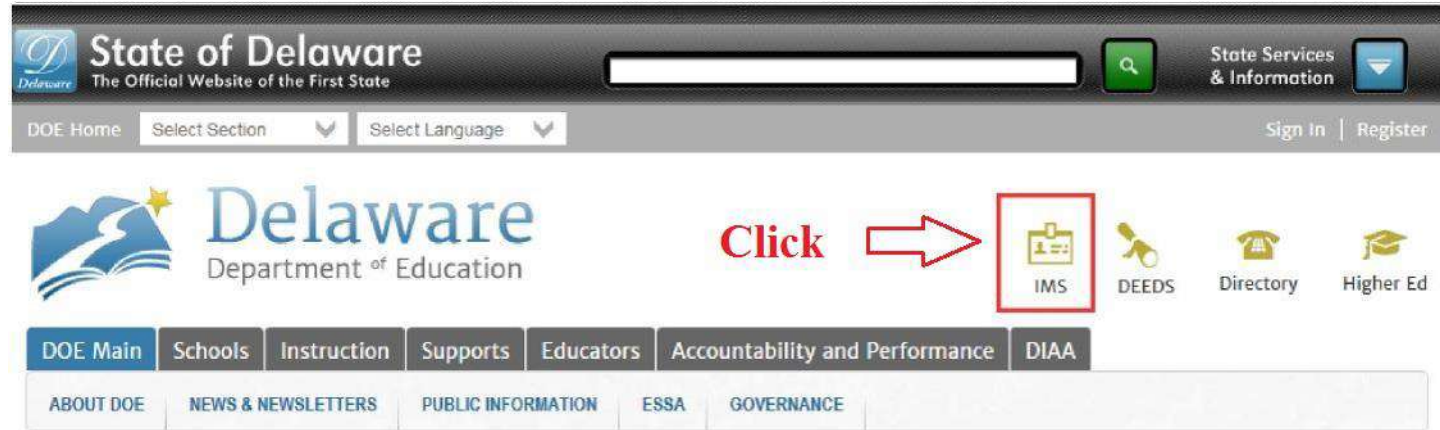 State of Delaware
The Official Website of the First State
Delaware
State Services
& Information
DOE Home Select Section Select Language Sign In | Register
Delaware
Department of Education
Click
IMS DEEDS Directory Higher Ed
DOE Main Schools Instruction Supports Educators Accountability and Performance DIAA
ABOUT DOE NEWS & NEWSLETTERS PUBLIC INFORMATION ESSA GOVERNANCE